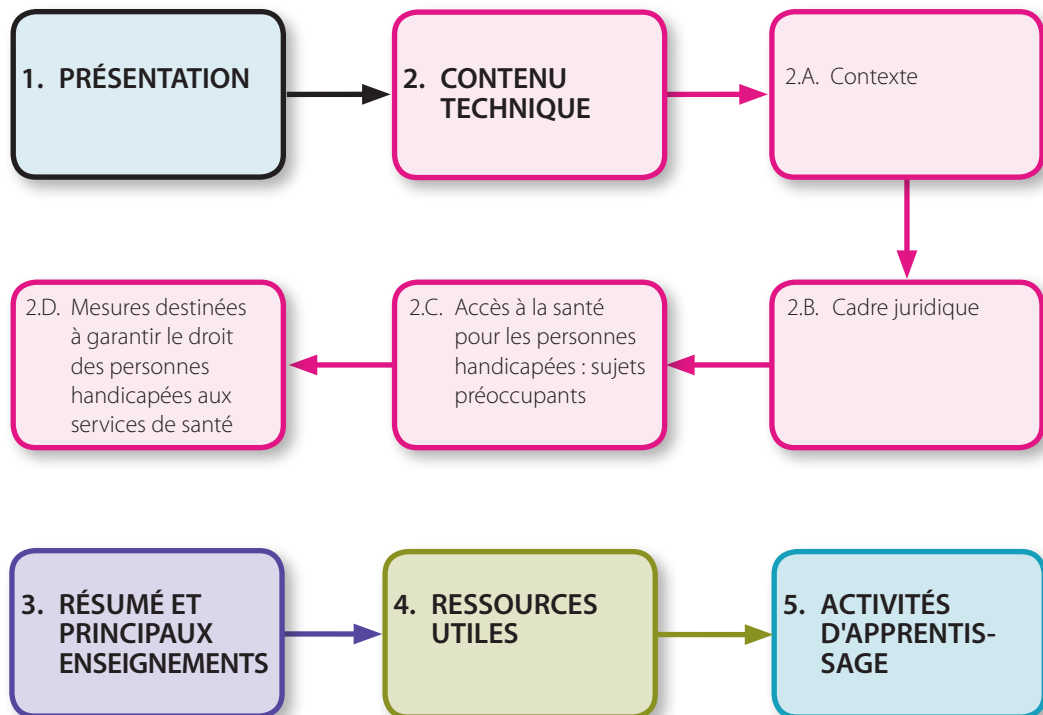 1. PRÉSENTATION
2. CONTENU
TECHNIQUE
2.A. Contexte
2.B. Cadre juridique
2.C. Accès à la santé
pour les personnes
handicapées : sujets
préoccupants
2.D. Mesures destinées
à garantir le droit
des personnes
handicapées aux
services de santé
3. RÉSUMÉ ET
PRINCIPAUX
ENSEIGNEMENTS
4. RESSOURCES
UTILES
5. ACTIVITÉS
D'APPRENTIS-
SAGE